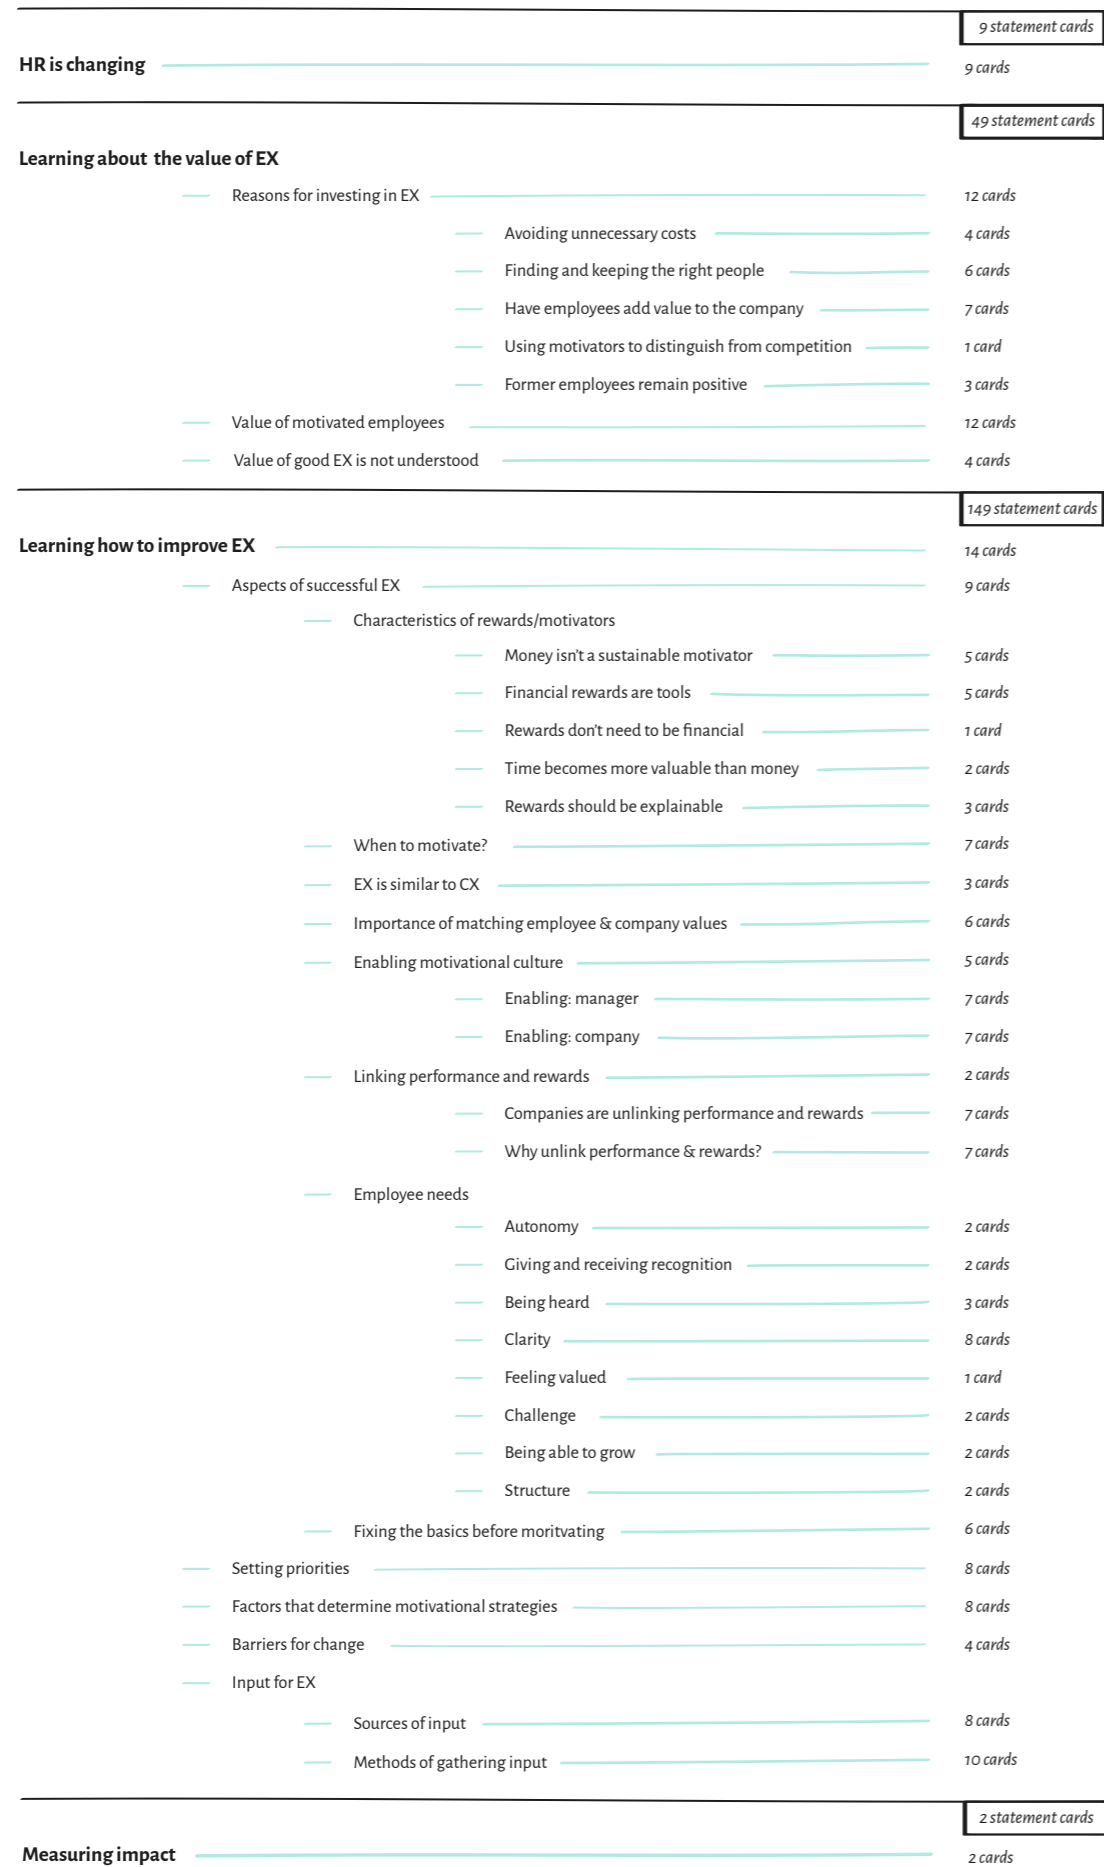 9 statement cards
HR is changing 9 cards
49 statement cards
Learning about the value of EX
Reasons for investing in EX 12 cards
Avoiding unnecessary costs 4 cards
Finding and keeping the right people 6 cards
Have employees add value to the company 7 cards
Using motivators to distinguish from competition 1 card
Former employees remain positive 3 cards
Value of motivated employees 12 cards
Value of good EX is not understood 4 cards
149 statement cards
Learning how to improve EX 14 cards
Aspects of successful EX 9 cards
Characteristics of rewards/motivators
Money isn't a sustainable motivator 5 cards
Financial rewards are tools 5 cards
Rewards don't need to be financial 1 card
Time becomes more valuable than money 2 cards
Rewards should be explainable 3 cards
When to motivate? 7 cards
EX is similar to CX 3 cards
Importance of matching employee & company values 6 cards
Enabling motivational culture 5 cards
Enabling: manager 7 cards
Enabling: company 7 cards
Linking performance and rewards 2 cards
Companies are unlinking performance and rewards 7 cards
Why unlink performance & rewards? 7 cards
Employee needs
Autonomy 2 cards
Giving and receiving recognition 2 cards
Being heard 3 cards
Clarity 8 cards
Feeling valued 1 card
Challenge 2 cards
Being able to grow 2 cards
Structure 2 cards
Fixing the basics before moritvating 6 cards
Setting priorities 8 cards
Factors that determine motivational strategies 8 cards
Barriers for change 4 cards
Input for EX
Sources of input 8 cards
Methods of gathering input 10 cards
2 statement cards
Measuring impact 2 cards